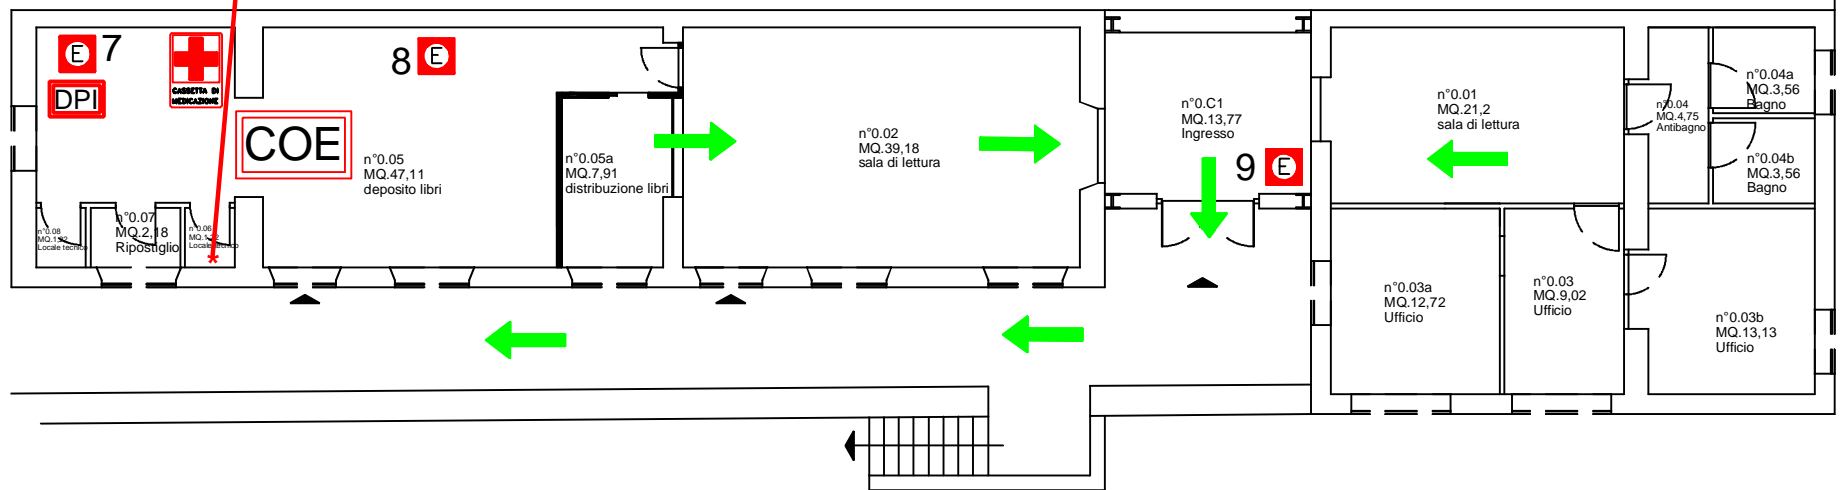 E 7
DPI
CASSETTA DI
MEDICAZIONE
8 E
COE
n°0.05
MQ.47,11
deposito libri
n°0.05a
MQ.7,91
distribuzione libri
n°0.02
MQ.39,18
sala di lettura
n°0.C1
MQ.13,77
Ingresso
9 E
n°0.01
MQ.21,2
sala di lettura
n°0.04
MQ.4,75
Antibagno
n°0.04a
MQ.3,56
Bagno
n°0.04b
MQ.3,56
Bagno
n°0.08
Locale tecnico
n°0.07
MQ.2,18
Ripostiglio
n°0.06
Locale tecnico
*
n°0.03a
MQ.12,72
Ufficio
n°0.03
MQ.9,02
Ufficio
n°0.03b
MQ.13,13
Ufficio